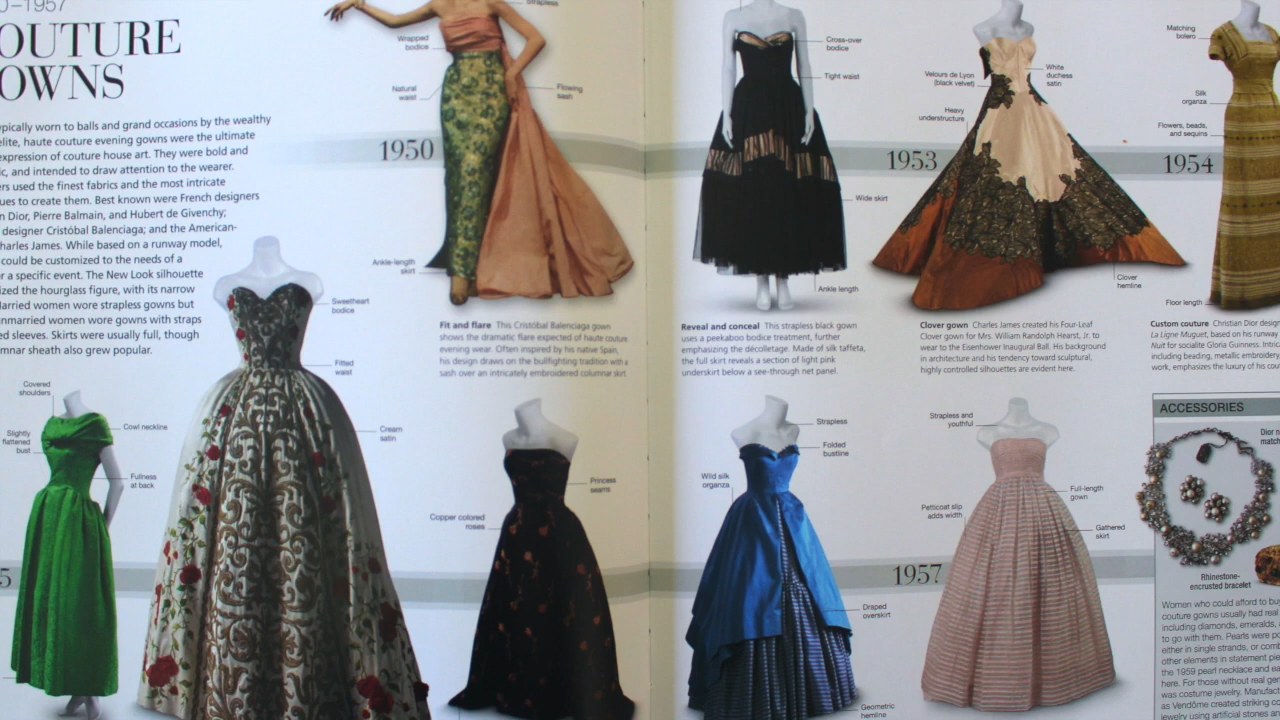 –1957
OUTURE
OWNS
ypically worn to balls and grand occasions by the wealthy
elite, haute couture evening gowns were the ultimate
expression of couture house art. They were bold and
ic, and intended to draw attention to the wearer.
ers used the finest fabrics and the most intricate
ues to create them. Best known were French designers
n Dior, Pierre Balmain, and Hubert de Givenchy;
designer Cristóbal Balenciaga; and the American-
harles James. While based on a runway model,
could be customized to the needs of a
r a specific event. The New Look silhouette
ized the hourglass figure, with its narrow
arried women wore strapless gowns but
nmarried women wore gowns with straps
ed sleeves. Skirts were usually full, though
mnar sheath also grew popular.
Strapless
Wrapped
bodice
Natural
waist
Flowing
sash
1950
Ankle-length
skirt
Fit and flare This Cristóbal Balenciaga gown
shows the dramatic flare expected of haute couture
evening wear. Often inspired by his native Spain,
his design draws on the bullfighting tradition with a
sash over an intricately embroidered columnar skirt.
Cross-over
bodice
Tight waist
Wide skirt
Ankle length
Reveal and conceal This strapless black gown
uses a peekaboo bodice treatment, further
emphasizing the décolletage. Made of silk taffeta,
the full skirt reveals a section of light pink
underskirt below a see-through net panel.
Velours de Lyon
(black velvet)
White
duchess
satin
Heavy
understructure
1953
Clover
hemline
Clover gown Charles James created his Four-Leaf
Clover gown for Mrs. William Randolph Hearst, Jr. to
wear to the Eisenhower Inaugural Ball. His background
in architecture and his tendency toward sculptural,
highly controlled silhouettes are evident here.
Matching
bolero
Silk
organza
Flowers, beads,
and sequins
1954
Floor length
Custom couture Christian Dior desig
La Ligne Muguet, based on his runway
Nut for socialite Gloria Guinness. Intric
including beading, metallic embroidery
work, emphasizes the luxury of his cou
Covered
shoulders
Slightly
flattened
bust
Cowl neckline
Fullness
at back
5
Sweetheart
bodice
Fitted
waist
Cream
satin
Princess
seams
Copper colored
roses
Strapless
Folded
bustline
Wild silk
organza
Draped
overskirt
Geometric
hemline
1957
Strapless and
youthful
Full-length
gown
Petticoat slip
adds width
Gathered
skirt
ACCESSORIES
Dior n
match
Rhinestone-
encrusted bracelet
Women who could afford to bu
couture gowns usually had real
including diamonds, emeralds, a
to go with them. Pearls were po
either in single strands, or comb
other elements in statement pie
the 1959 pearl necklace and ea
here. For those without real gen
was costume jewelry. Manufact
as Vendôme created striking co
jewelry using artificial stones an